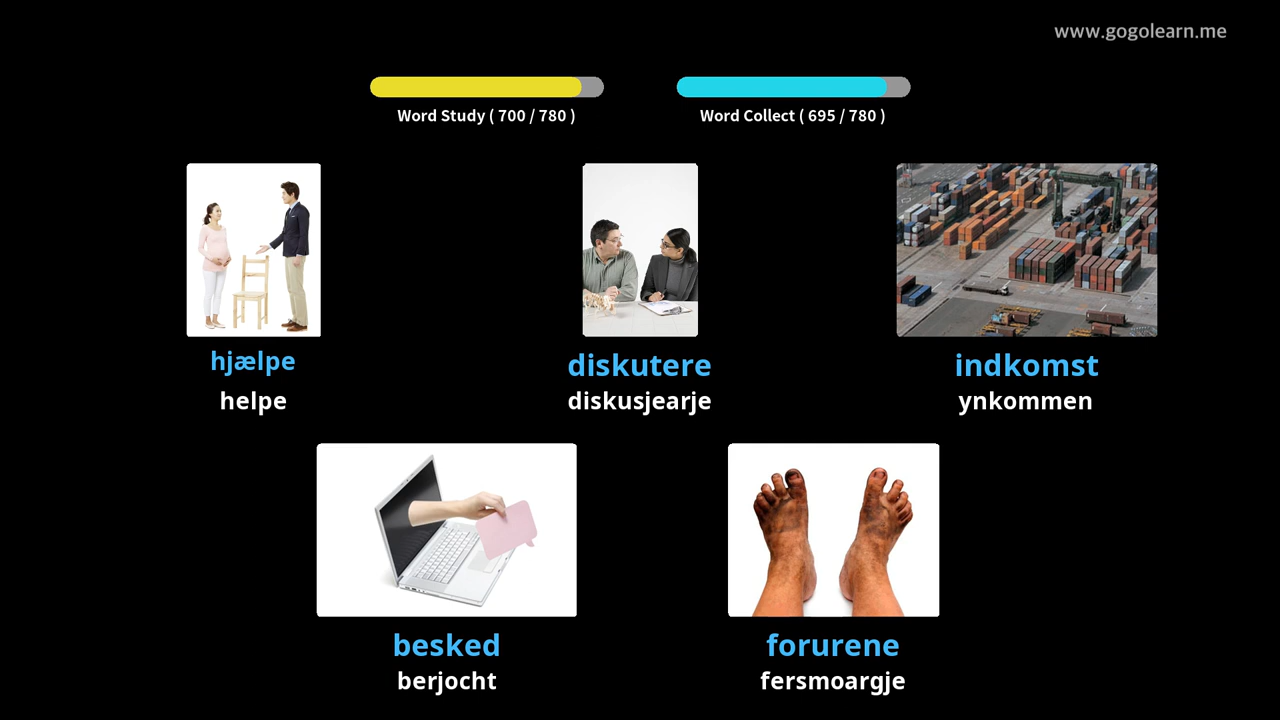 www.gogolearn.me
Word Study ( 700 / 780 )
Word Collect ( 695 / 780 )
hjælpe
helpe
diskutere
diskusjearje
indkomst
ynkommen
besked
berjocht
forurene
fersmoargje